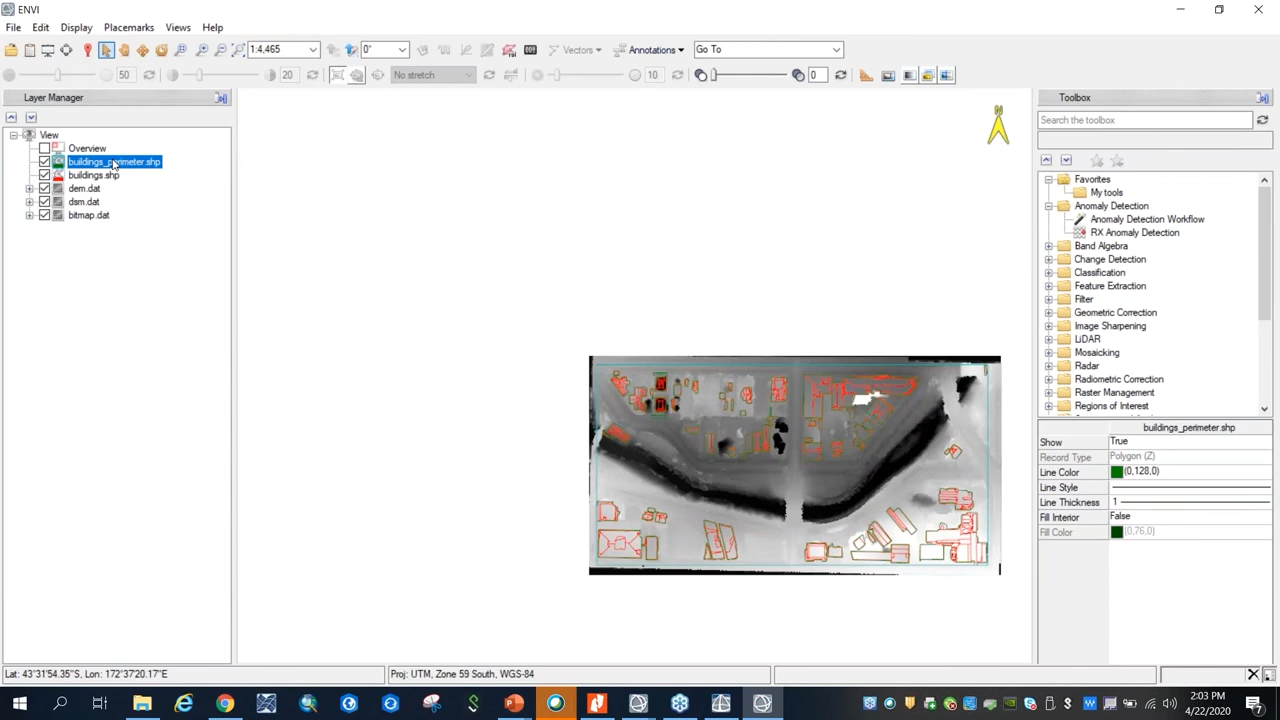 ENVI
File Edit Display Placemarks Views Help
1:4,465 0° Vectors Annotations Go To
50 20 No stretch 10 0
Layer Manager
View
Overview
buildings_perimeter.shp
buildings.shp
dem.dat
dsm.dat
bitmap.dat
N
Toolbox
Search the toolbox
Favorites
My tools
Anomaly Detection
Anomaly Detection Workflow
RX Anomaly Detection
Band Algebra
Change Detection
Classification
Feature Extraction
Filter
Geometric Correction
Image Sharpening
LiDAR
Mosaicking
Radar
Radiometric Correction
Raster Management
Regions of Interest
buildings_perimeter.shp
Show True
Record Type Polygon (Z)
Line Color (0,128,0)
Line Style
Line Thickness 1
Fill Interior False
Fill Color (0,76,0)
Lat: 43°31'54.35"S, Lon: 172°37'20.17"E Proj: UTM, Zone 59 South, WGS-84
2:03 PM
4/22/2020